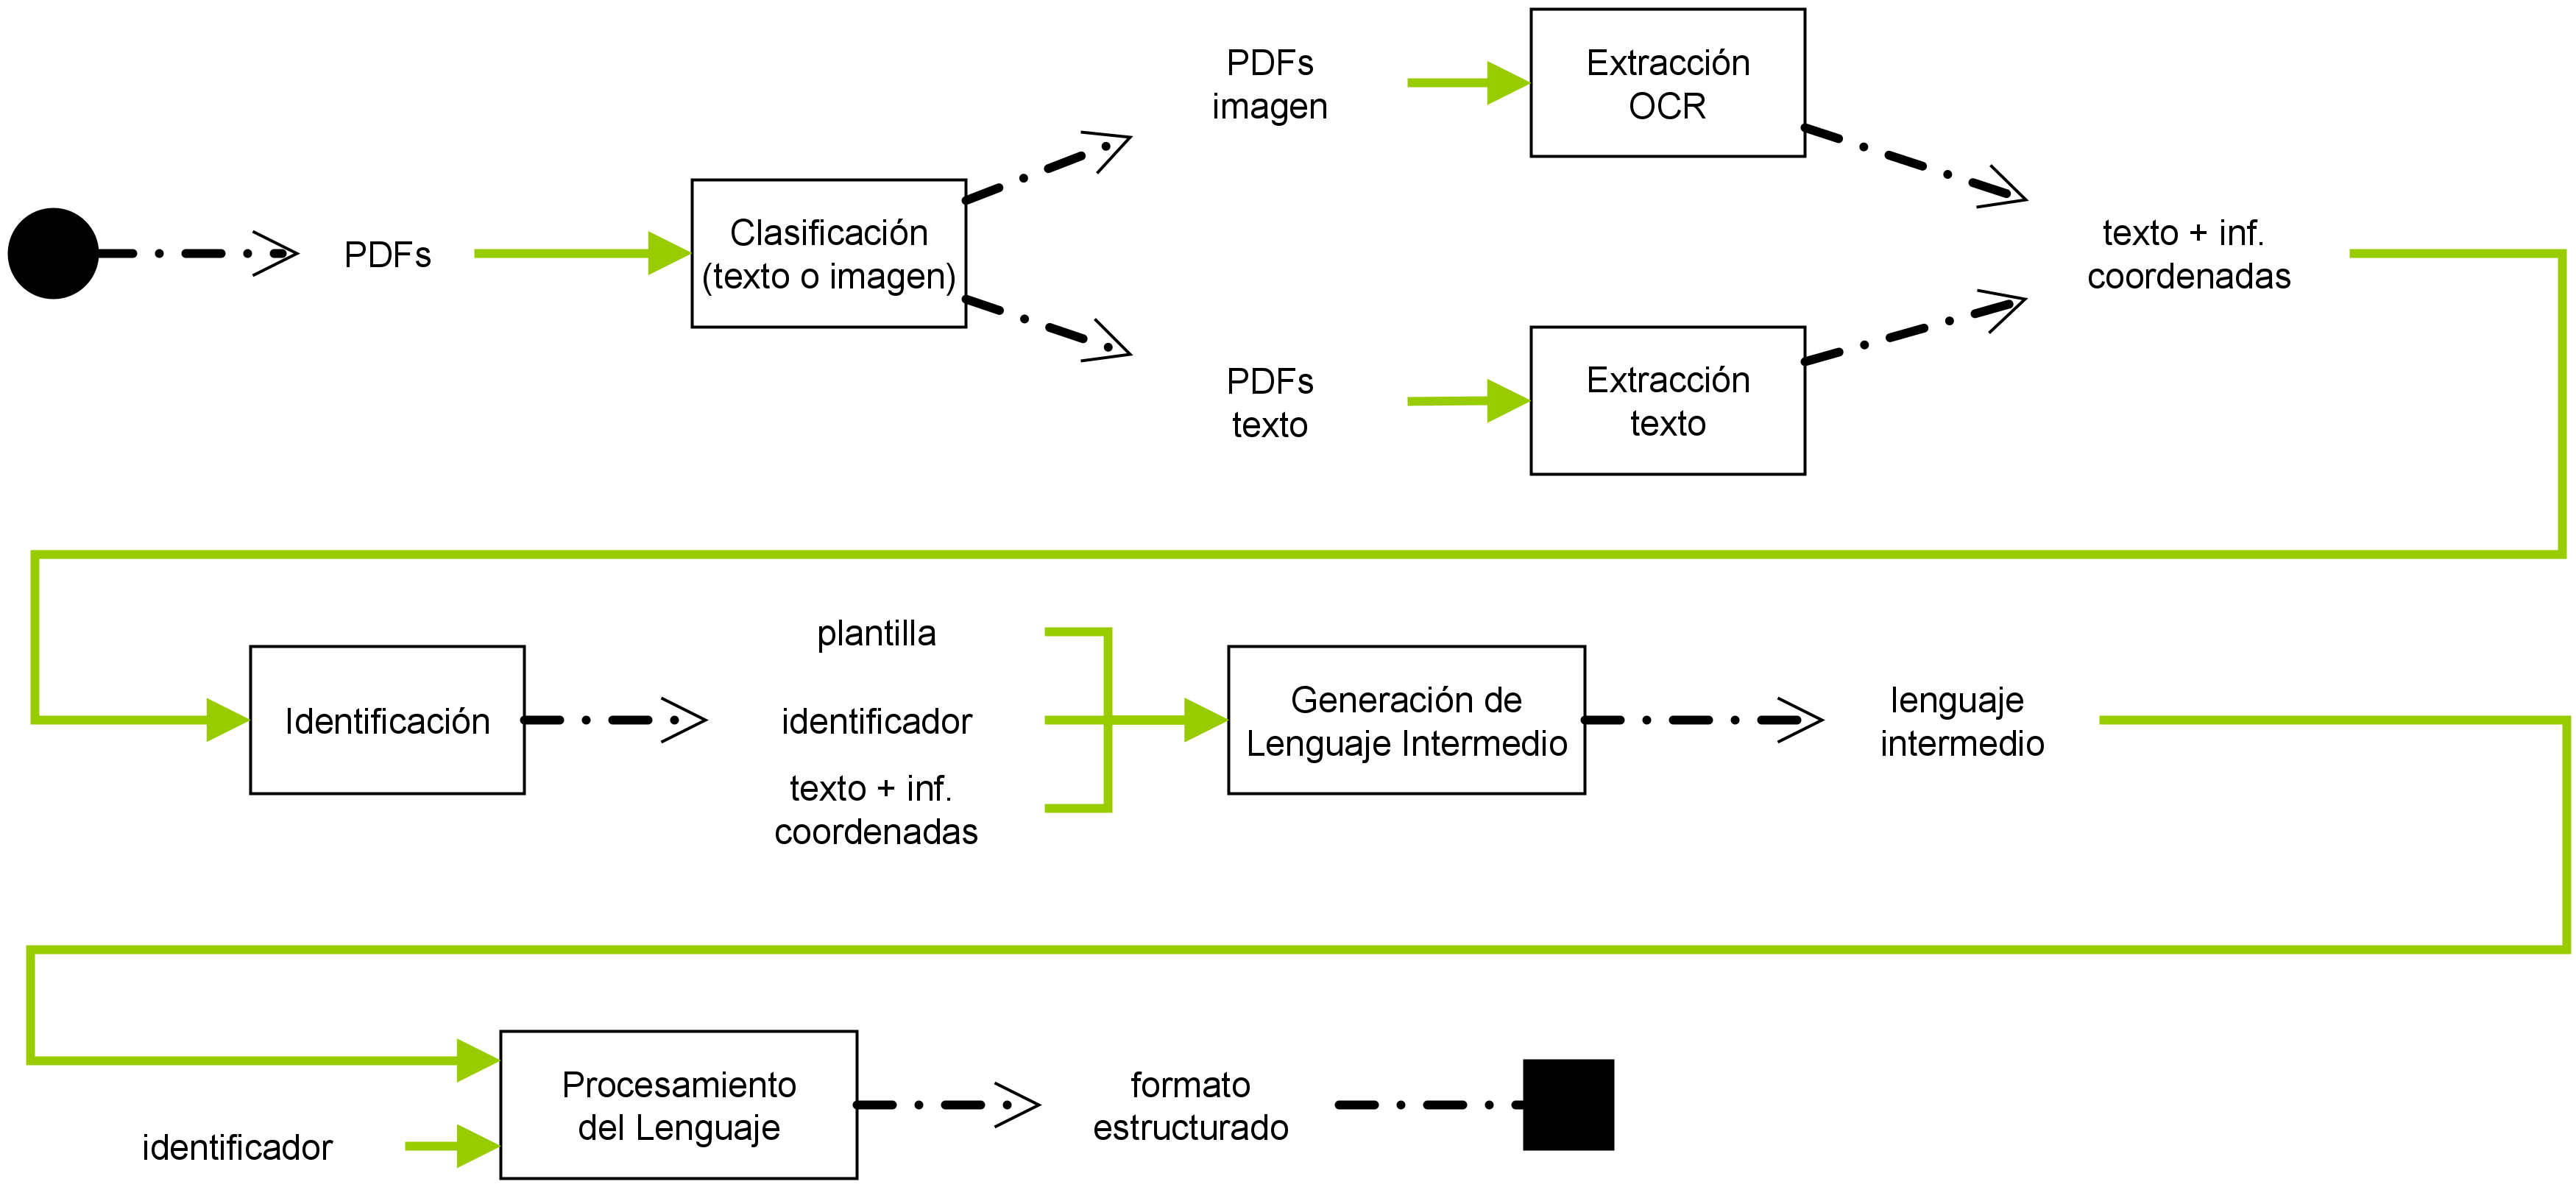 PDFs
Clasificación
(texto o imagen)
PDFs
imagen
Extracción
OCR
PDFs
texto
Extracción
texto
texto + inf.
coordenadas
Identificación
plantilla
identificador
texto + inf.
coordenadas
Generación de
Lenguaje Intermedio
lenguaje
intermedio
identificador
Procesamiento
del Lenguaje
formato
estructurado